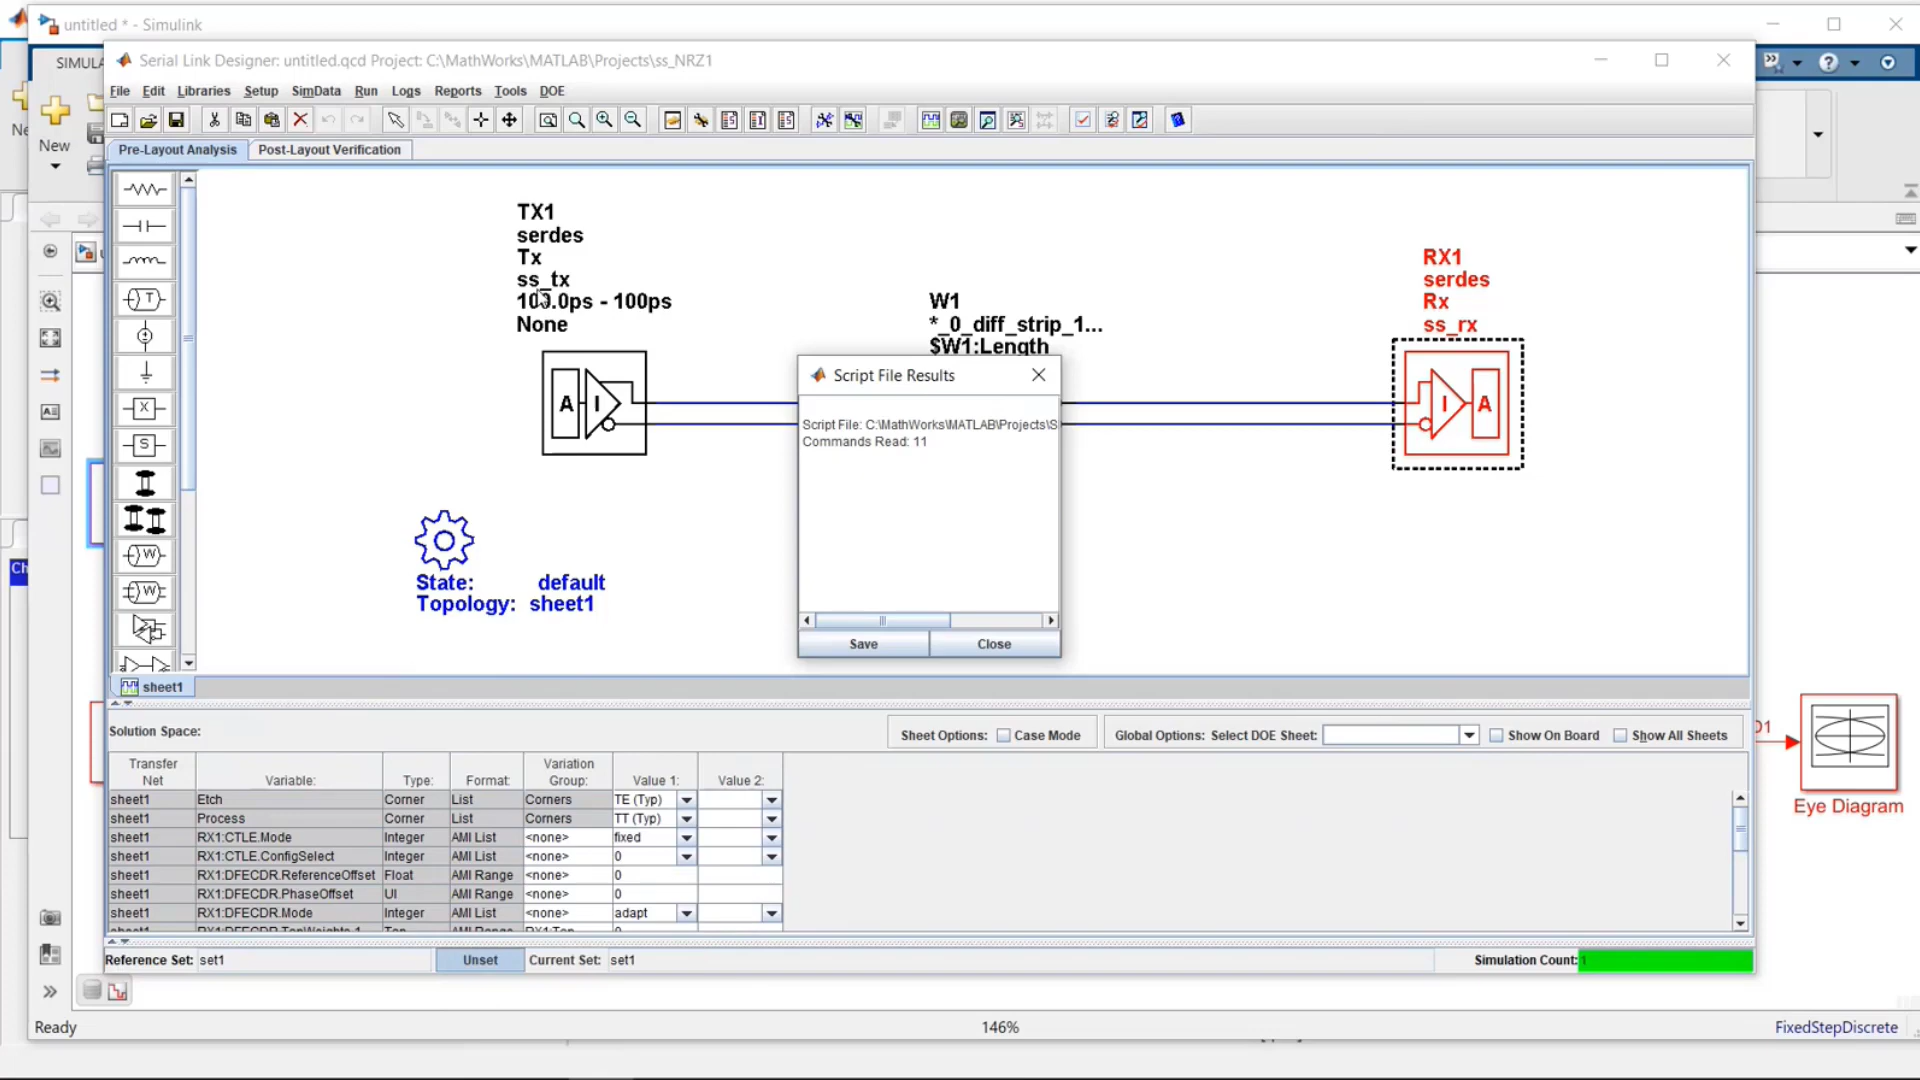 untitled * - Simulink
SIMULA
New
Serial Link Designer: untitled.qcd Project: C:\MathWorks\MATLAB\Projects\ss_NRZ1
File Edit Libraries Setup SimData Run Logs Reports Tools DOE
Pre-Layout Analysis Post-Layout Verification
TX1
serdes
Tx
ss_tx
100.0ps - 100ps
None
A I
W1
*_0_diff_strip_1...
$W1:Length
RX1
serdes
Rx
ss_rx
I A
T
X
S
W
W
State: default
Topology: sheet1
Script File Results
Script File: C:\MathWorks\MATLAB\Projects\S
Commands Read: 11
Save Close
sheet1
Solution Space:
Sheet Options: Case Mode Global Options: Select DOE Sheet: Show On Board Show All Sheets
Transfer Net Variable: Type: Format: Variation Group: Value 1: Value 2:
sheet1 Etch Corner List Corners TE (Typ)
sheet1 Process Corner List Corners TT (Typ)
sheet1 RX1:CTLE.Mode Integer AMI List <none> fixed
sheet1 RX1:CTLE.ConfigSelect Integer AMI List <none> 0
sheet1 RX1:DFECDR.ReferenceOffset Float AMI Range <none> 0
sheet1 RX1:DFECDR.PhaseOffset UI AMI Range <none> 0
sheet1 RX1:DFECDR.Mode Integer AMI List <none> adapt
Reference Set: set1 Unset Current Set: set1 Simulation Count: 1
Eye Diagram
Ready 146% FixedStepDiscrete